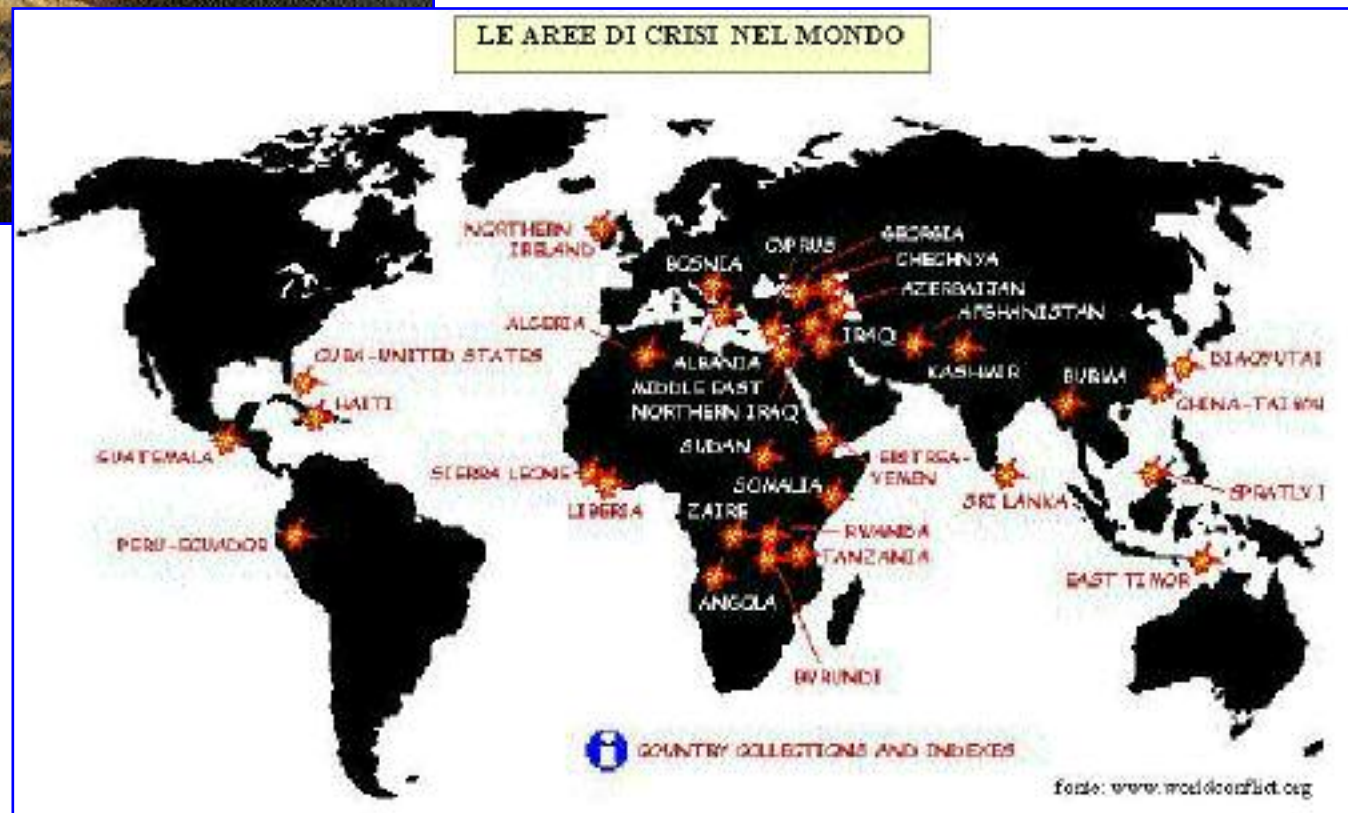 LE AREE DI CRISI NEL MONDO
NORTHERN
IRELAND
BOSNIA
CYPRUS
GEORGIA
CHECHNYA
AZERBAIJAN
AFGHANISTAN
ALGERIA
IRAQ
CUBA-UNITED STATES
ALBANIA
MIDDLE EAST
NORTHERN IRAQ
KASHMIR
BURMA
DIAOYUTAI
CHINA-TAIWAN
HAITI
GUATEMALA
SUDAN
ERITREA-
YEMEN
SIERRA LEONE
LIBERIA
SOMALIA
SRI LANKA
SPRATLY I
ZAIRE
RWANDA
TANZANIA
PERU-ECUADOR
EAST TIMOR
ANGOLA
BURUNDI
i COUNTRY COLLECTIONS AND INDEXES
fonte: www.worldconflict.org